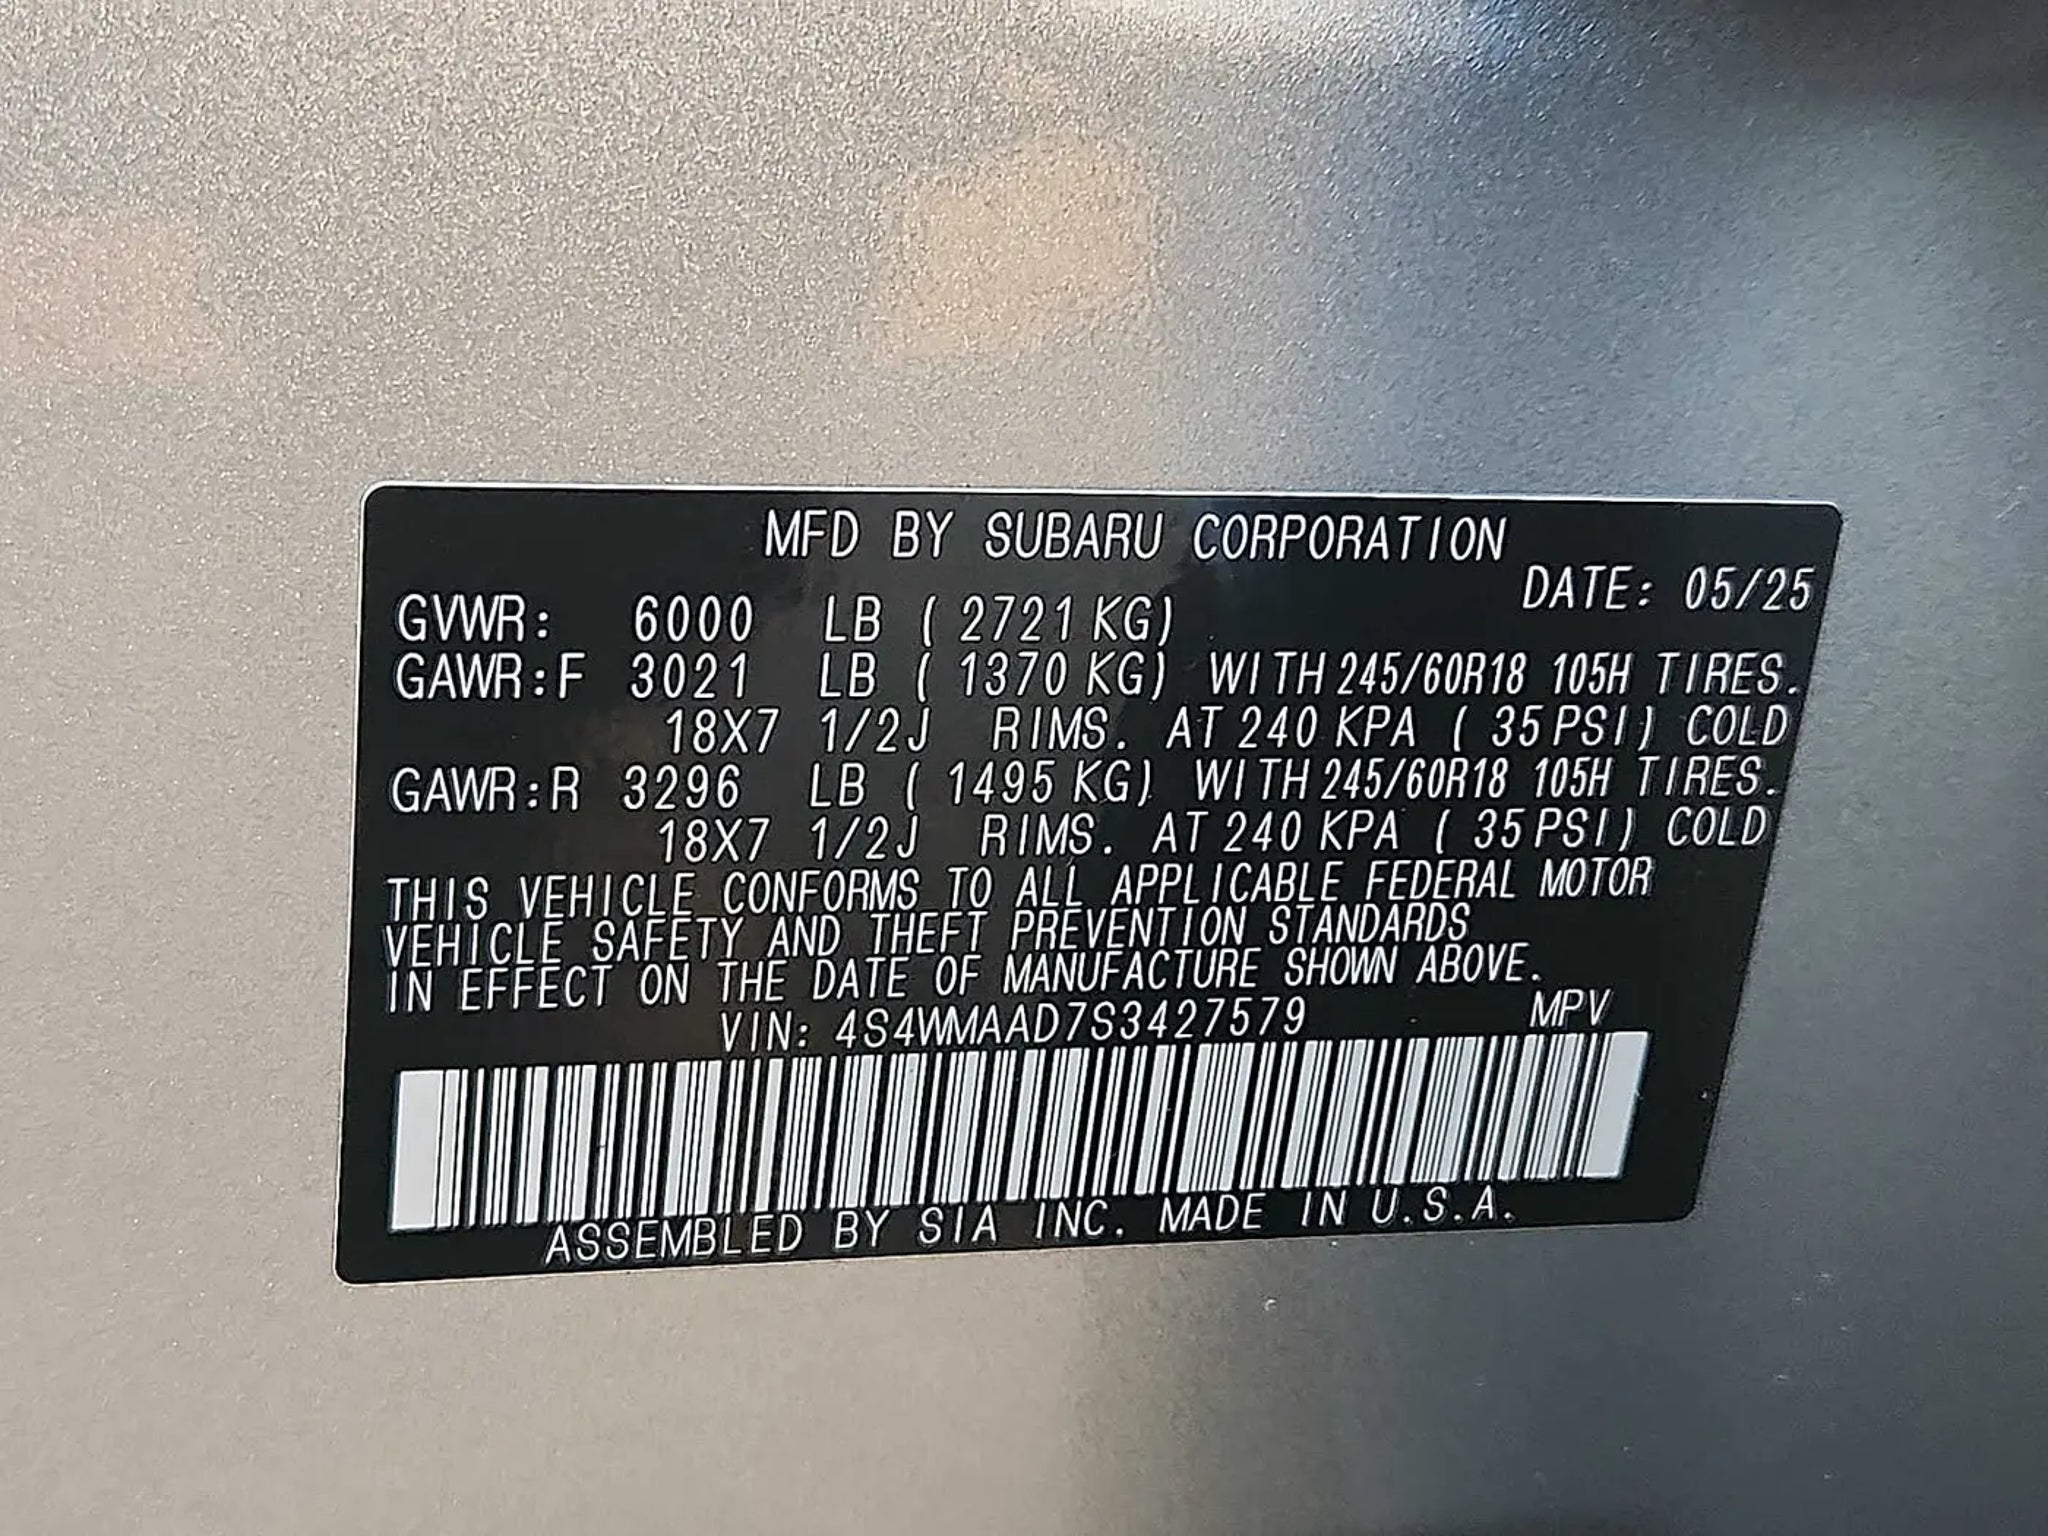 MFD BY SUBARU CORPORATION
DATE: 05/25
GVWR: 6000 LB (2721 KG)
GAWR:F 3021 LB (1370 KG) WITH 245/60R18 105H TIRES.
18X7 1/2J RIMS. AT 240 KPA (35 PSI) COLD
GAWR:R 3296 LB (1495 KG) WITH 245/60R18 105H TIRES.
18X7 1/2J RIMS. AT 240 KPA (35 PSI) COLD
THIS VEHICLE CONFORMS TO ALL APPLICABLE FEDERAL MOTOR
VEHICLE SAFETY AND THEFT PREVENTION STANDARDS
IN EFFECT ON THE DATE OF MANUFACTURE SHOWN ABOVE.
VIN: 4S4WMAAD7S3427579 MPV
ASSEMBLED BY SIA INC. MADE IN U.S.A.